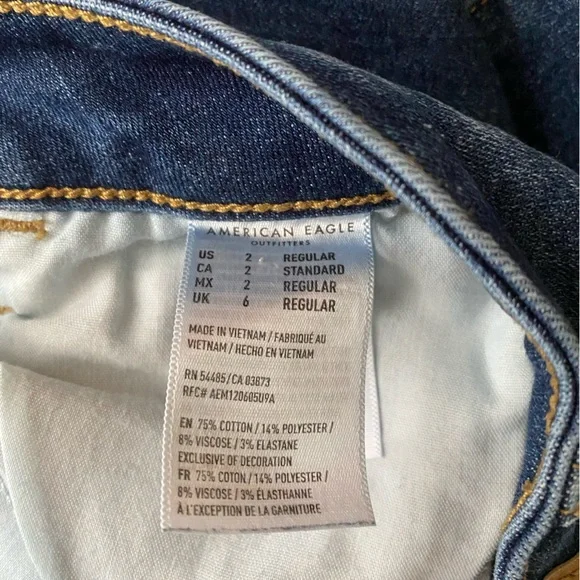 AMERICAN EAGLE
OUTFITTERS
US 2 REGULAR
CA 2 STANDARD
MX 2 REGULAR
UK 6 REGULAR
MADE IN VIETNAM / FABRIQUÉ AU
VIETNAM / HECHO EN VIETNAM
RN 54485/CA 03873
RFC# AEM120605U9A
EN 75% COTTON / 14% POLYESTER /
8% VISCOSE / 3% ELASTANE
EXCLUSIVE OF DECORATION
FR 75% COTON / 14% POLYESTER /
8% VISCOSE / 3% ÉLASTHANNE
À L'EXCEPTION DE LA GARNITURE